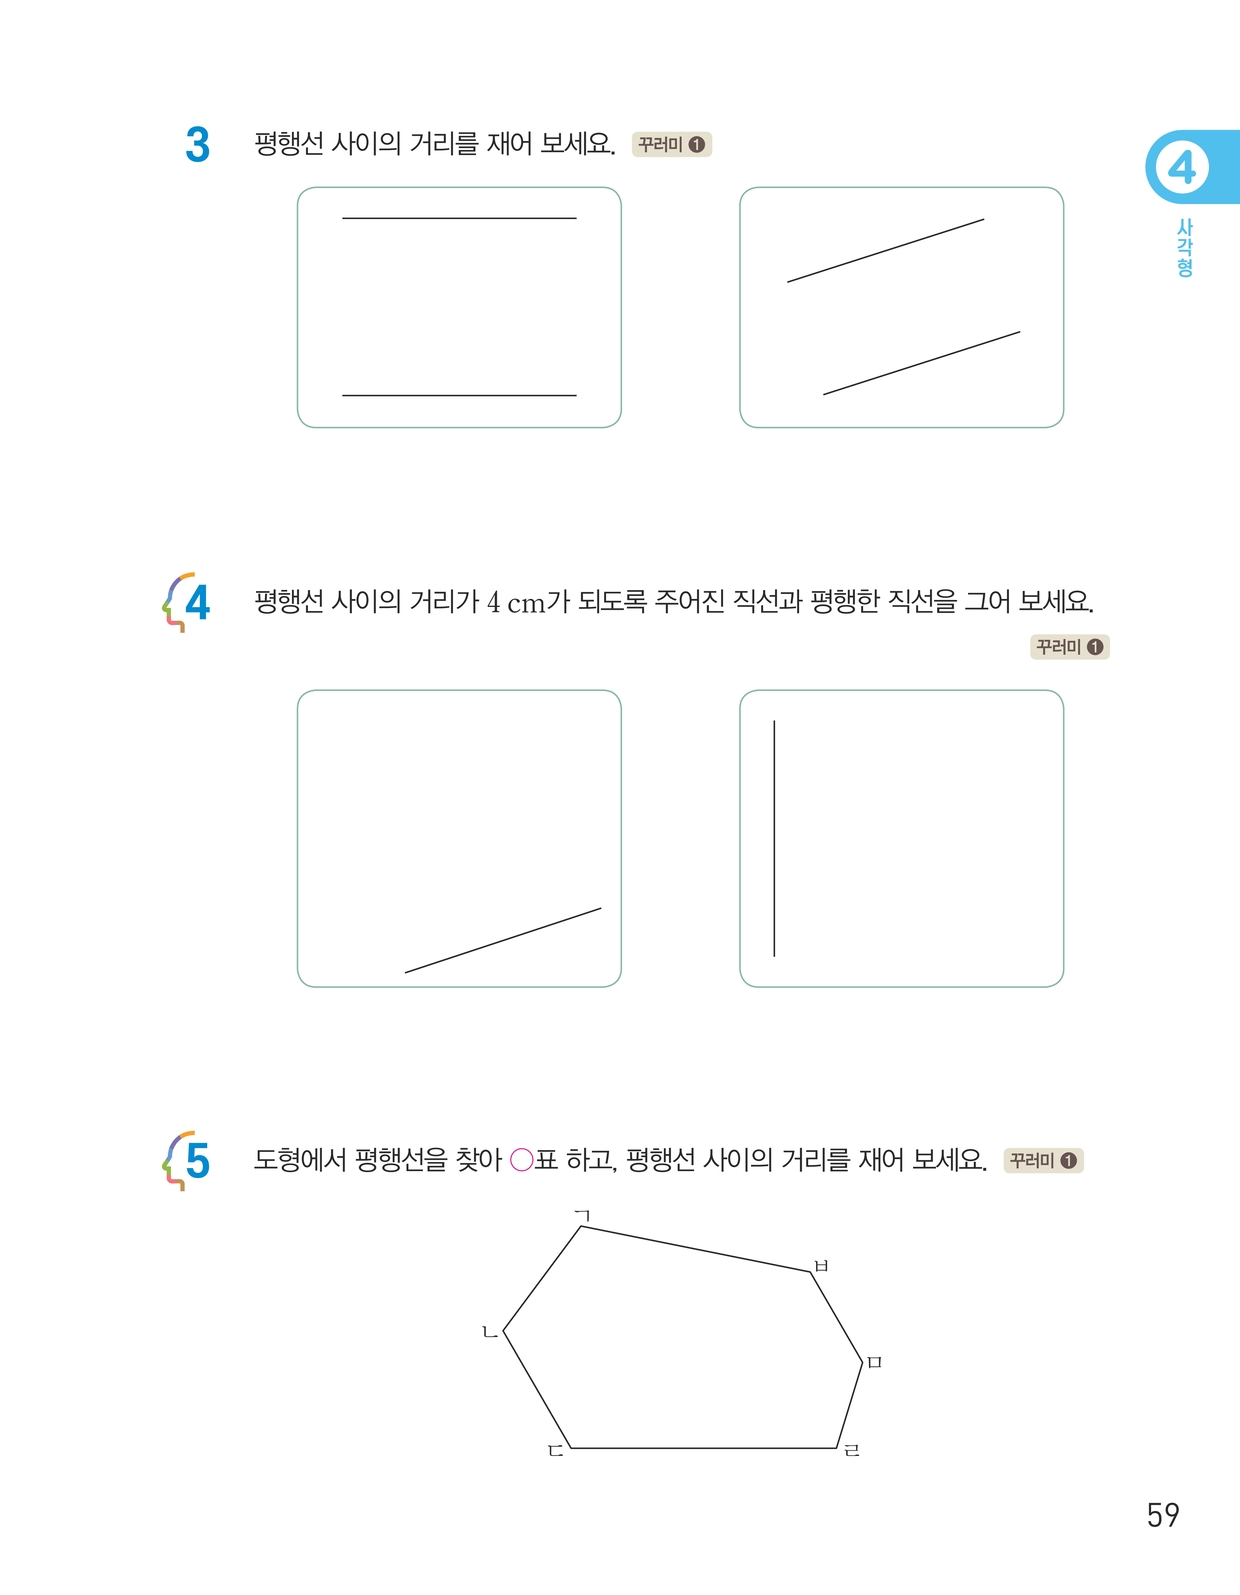 3 평행선 사이의 거리를 재어 보세요. 꾸러미 ❶
4
사각형
4 평행선 사이의 거리가 4 cm가 되도록 주어진 직선과 평행한 직선을 그어 보세요.
꾸러미 ❶
5 도형에서 평행선을 찾아 ○표 하고, 평행선 사이의 거리를 재어 보세요. 꾸러미 ❶
ㄱ
ㅂ
ㄴ
ㅁ
ㄷ
ㄹ
59